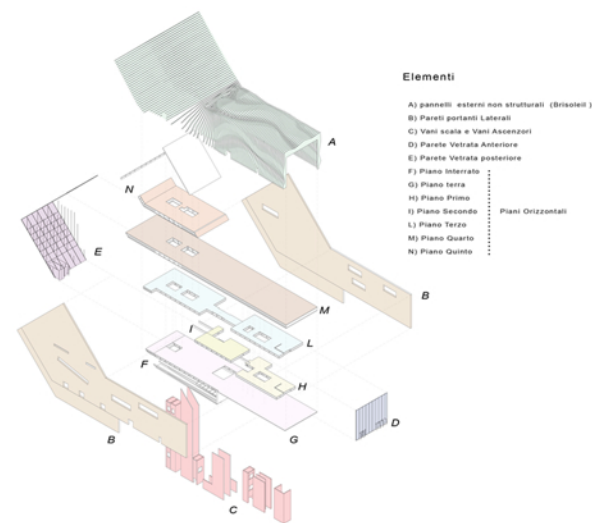 Elementi
A) pannelli esterni non strutturali (Brisoleil)
B) Pareti portanti Laterali
C) Vani scala e Vani Ascenzori
D) Parete Vetrata Anteriore
E) Parete Vetrata posteriore
F) Piano Interrato
G) Piano terra
H) Piano Primo
I) Piano Secondo Piani Orizzontali
L) Piano Terzo
M) Piano Quarto
N) Piano Quinto
A
N
E
B
M
I
L
F
H
D
B
G
C